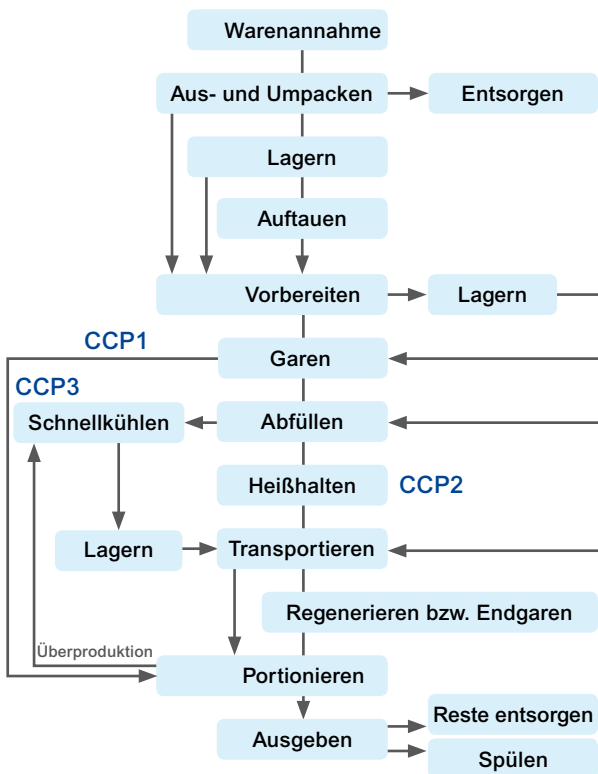 Warenannahme
Aus- und Umpacken
Entsorgen
Lagern
Auftauen
Vorbereiten
Lagern
CCP1
Garen
CCP3
Schnellkühlen
Abfüllen
Heißhalten
CCP2
Lagern
Transportieren
Regenerieren bzw. Endgaren
Überproduktion
Portionieren
Reste entsorgen
Ausgeben
Spülen